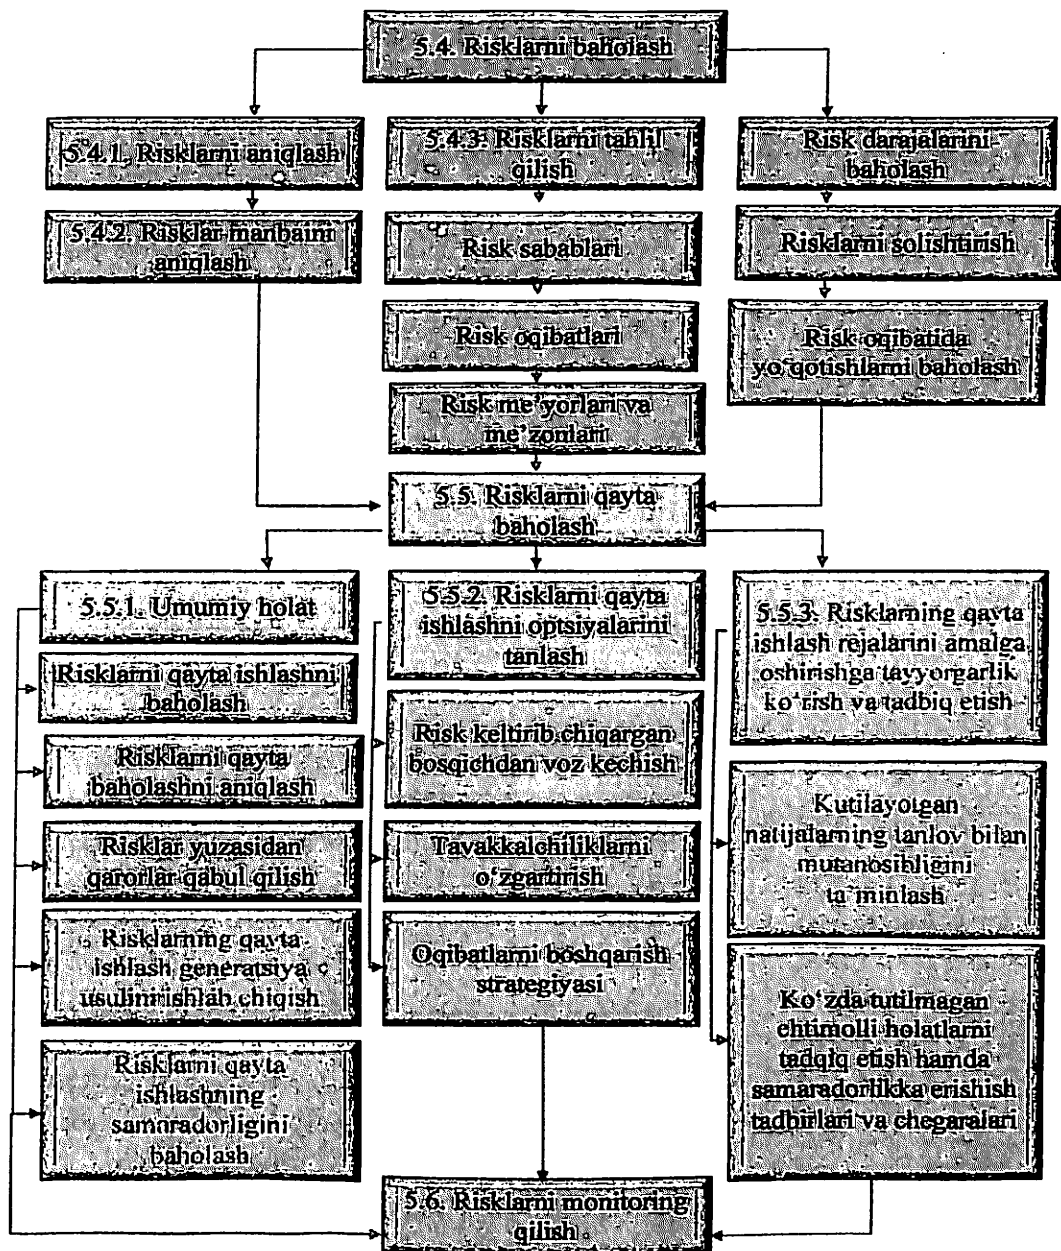 5.4. Risklarni baholash
5.4.1. Risklarni aniqlash
5.4.3. Risklarni tahlil
qilish
Risk darajalarini
baholash
5.4.2. Risklar manbaini
aniqlash
Risk sabablari
Risklarni solishtirish
Risk oqibatlari
Risk oqibatida
yo‘qotishlarni baholash
Risk me’yorlari va
me’zonlari
5.5. Risklarni qayta
baholash
5.5.1. Umumiy holat
Risklarni qayta ishlashni
baholash
Risklarni qayta
baholashni aniqlash
Risklar yuzasidan
qarorlar qabul qilish
Risklarning qayta
ishlash generatsiya
usulini ishlab chiqish
Risklarni qayta
ishlashning
samaradorligini
baholash
5.5.2. Risklarni qayta
ishlashni optsiyalarini
tanlash
Risk keltirib chiqargan
bosqichdan voz kechish
Tavakkalchiliklarni
o‘zgartirish
Oqibatlarni boshqarish
strategiyasi
5.5.3. Risklarning qayta
ishlash rejalarini amalga
oshirishga tayyorgarlik
ko‘rish va tadbiq etish
Kutilayotgan
natijalarning tanlov bilan
mutanosibligini
ta’minlash
Ko‘zda tutilmagan
ehtimolli holatlarni
tadqiq etish hamda
samaradorlikka erishish
tadbirlari va chegaralari
5.6. Risklarni monitoring
qilish